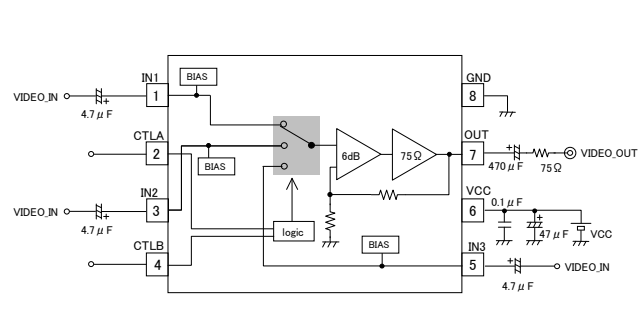 IN1
BIAS
GND
VIDEO_IN
1
8
4.7μF
CTLA
OUT
2
6dB
75Ω
7
VIDEO_OUT
BIAS
470μF
75Ω
IN2
VCC
VIDEO_IN
3
6
0.1μF
4.7μF
logic
47μF
VCC
CTLB
BIAS
IN3
4
5
VIDEO_IN
4.7μF